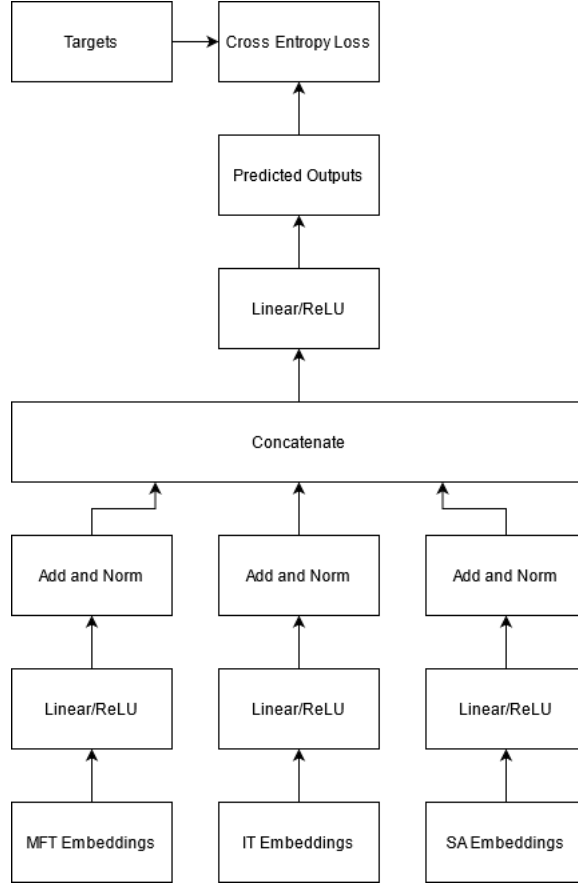 Targets
Cross Entropy Loss
Predicted Outputs
Linear/ReLU
Concatenate
Add and Norm
Add and Norm
Add and Norm
Linear/ReLU
Linear/ReLU
Linear/ReLU
MFT Embeddings
IT Embeddings
SA Embeddings